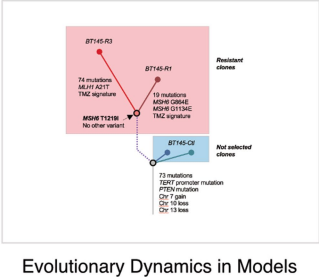 BT145-R3
Resistant
clones
BT145-R1
74 mutations
MLH1 A21T
TMZ signature
19 mutations
MSH6 G864E
MSH6 G1134E
TMZ signature
MSH6 T1219I
No other variant
BT145-Ctl
Not selected
clones
73 mutations
TERT promoter mutation
PTEN mutation
Chr 7 gain
Chr 10 loss
Chr 13 loss
Evolutionary Dynamics in Models